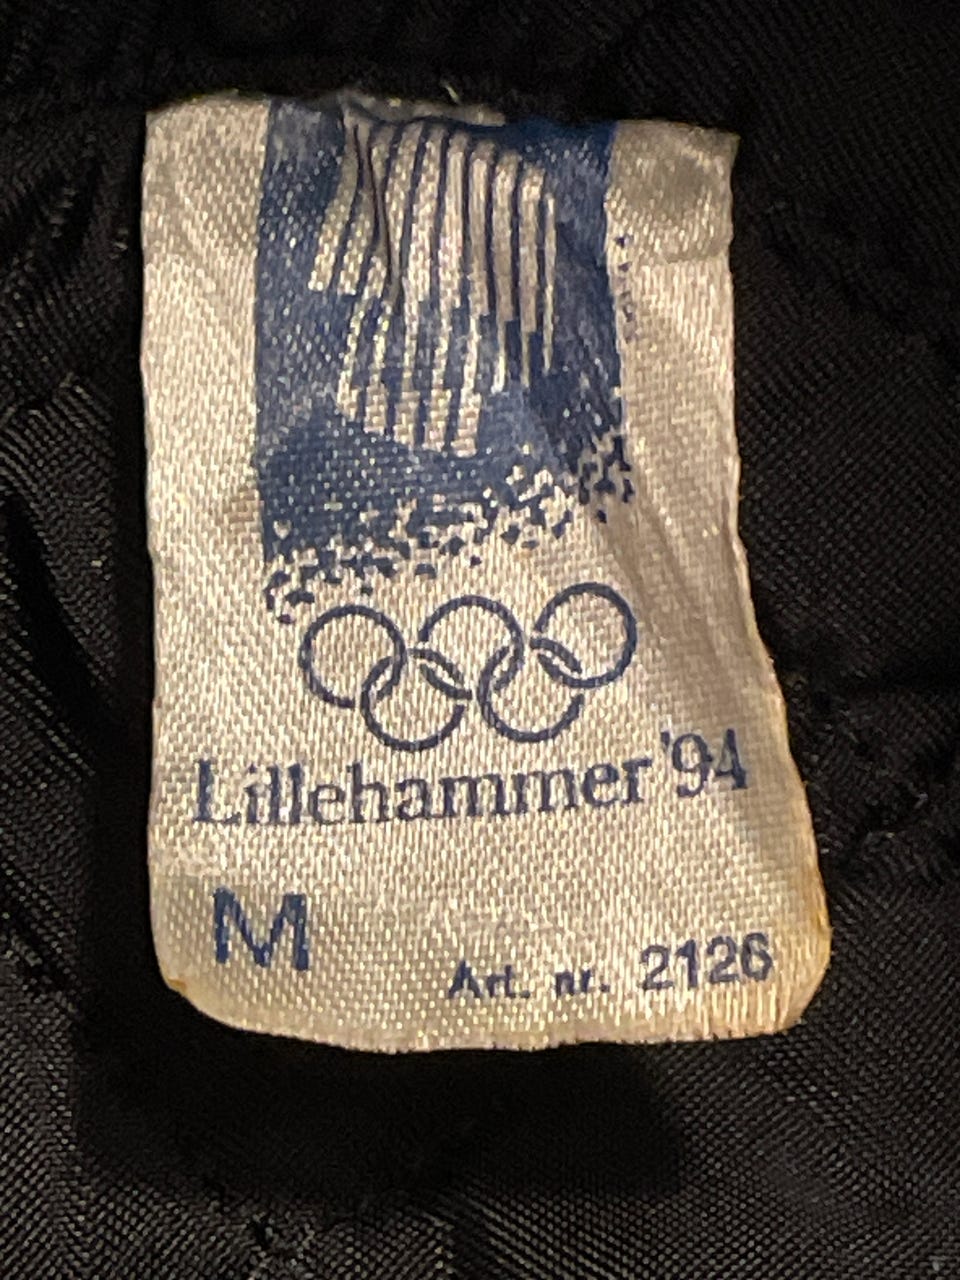 Lillehammer '94
M
Art. nr. 2126